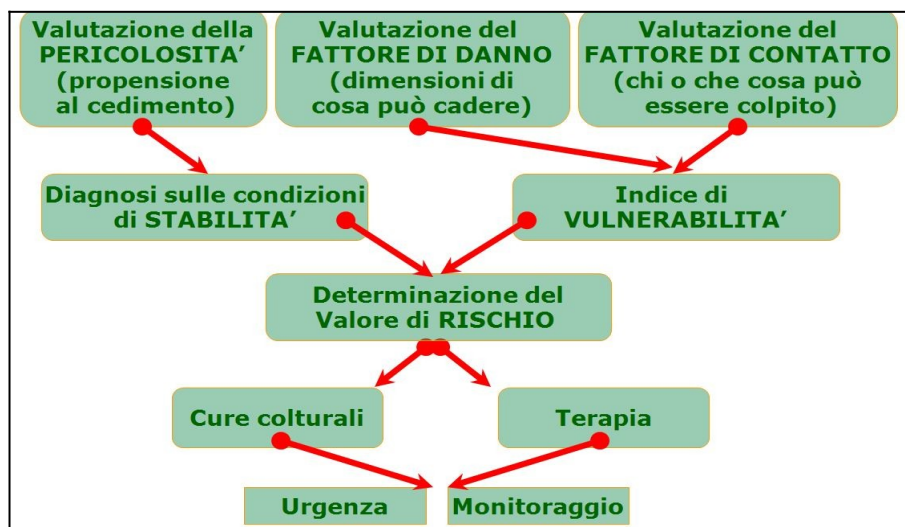 Valutazione della
PERICOLOSITA’
(propensione
al cedimento)
Valutazione del
FATTORE DI DANNO
(dimensioni di
cosa può cadere)
Valutazione del
FATTORE DI CONTATTO
(chi o che cosa può
essere colpito)
Diagnosi sulle condizioni
di STABILITA’
Indice di
VULNERABILITA’
Determinazione del
Valore di RISCHIO
Cure colturali
Terapia
Urgenza
Monitoraggio